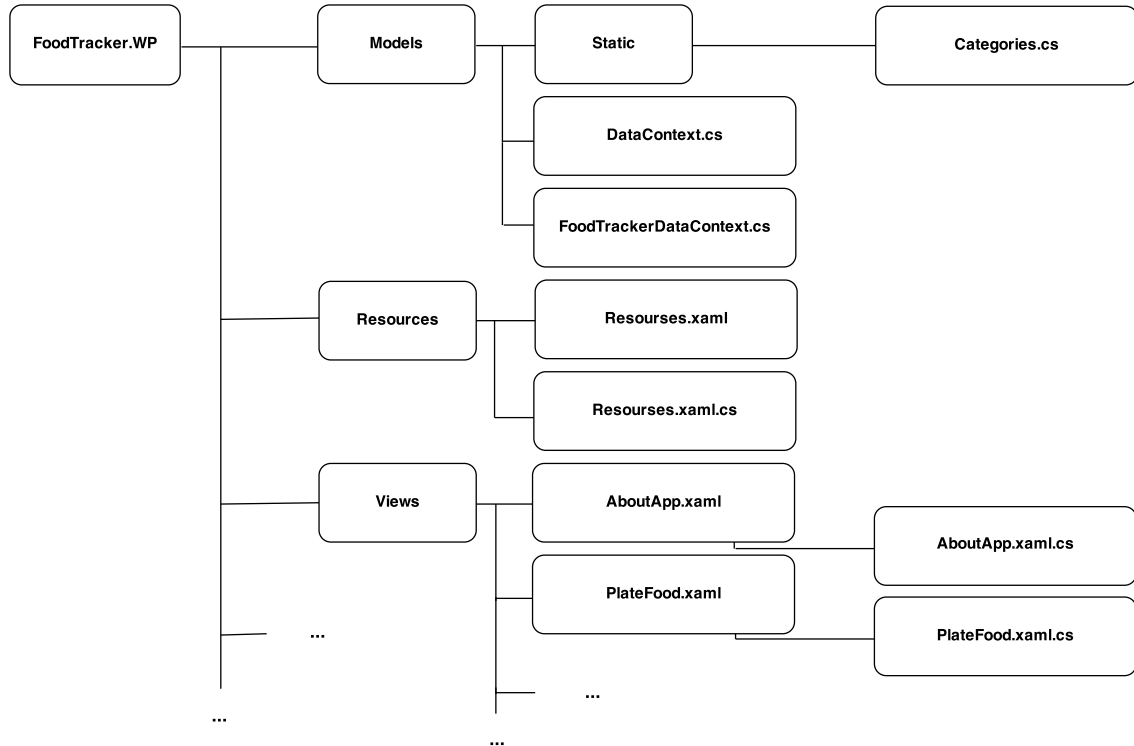 FoodTracker.WP
Models
Static
Categories.cs
DataContext.cs
FoodTrackerDataContext.cs
Resources
Resourses.xaml
Resourses.xaml.cs
Views
AboutApp.xaml
AboutApp.xaml.cs
PlateFood.xaml
PlateFood.xaml.cs
...
...
...
...